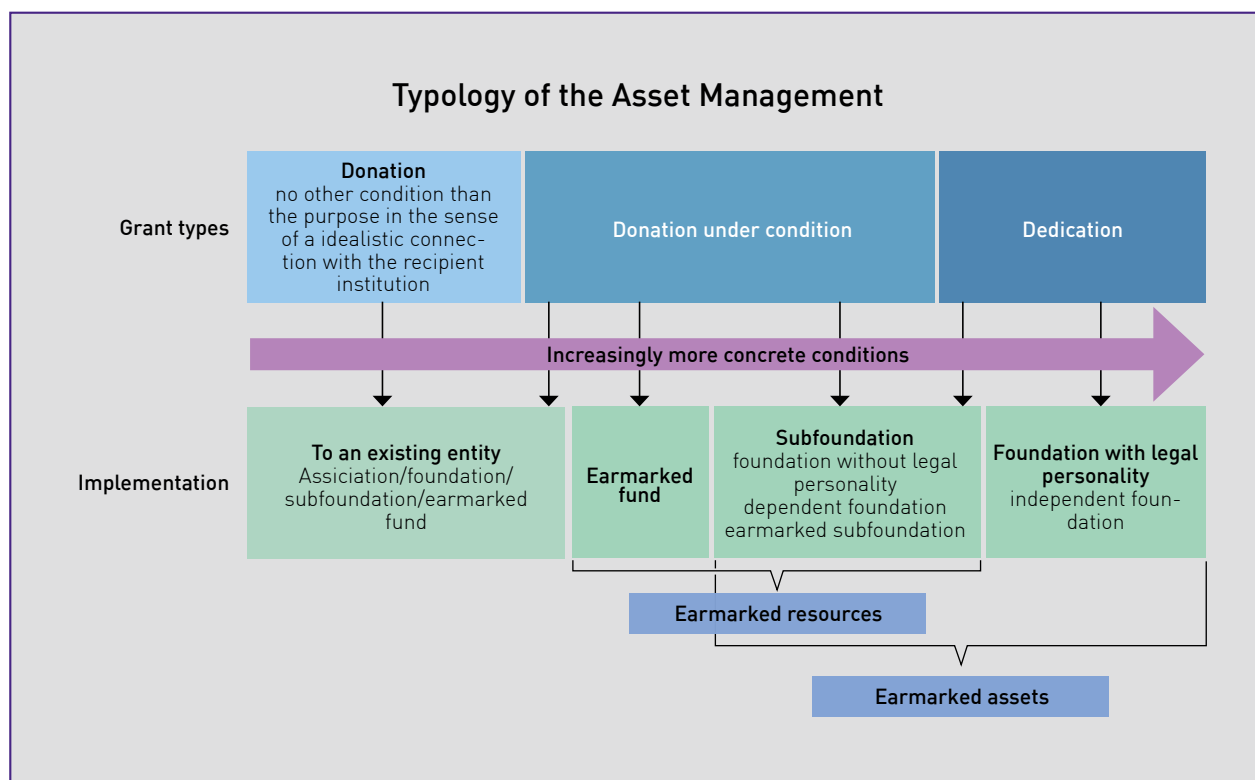 Typology of the Asset Management
Grant types
Donation
no other condition than
the purpose in the sense
of a idealistic connec-
tion with the recipient
institution
Donation under condition
Dedication
Increasingly more concrete conditions
Implementation
To an existing entity
Assiciation/foundation/
subfoundation/earmarked
fund
Earmarked
fund
Subfoundation
foundation without legal
personality
dependent foundation
earmarked subfoundation
Foundation with legal
personality
independent foun-
dation
Earmarked resources
Earmarked assets